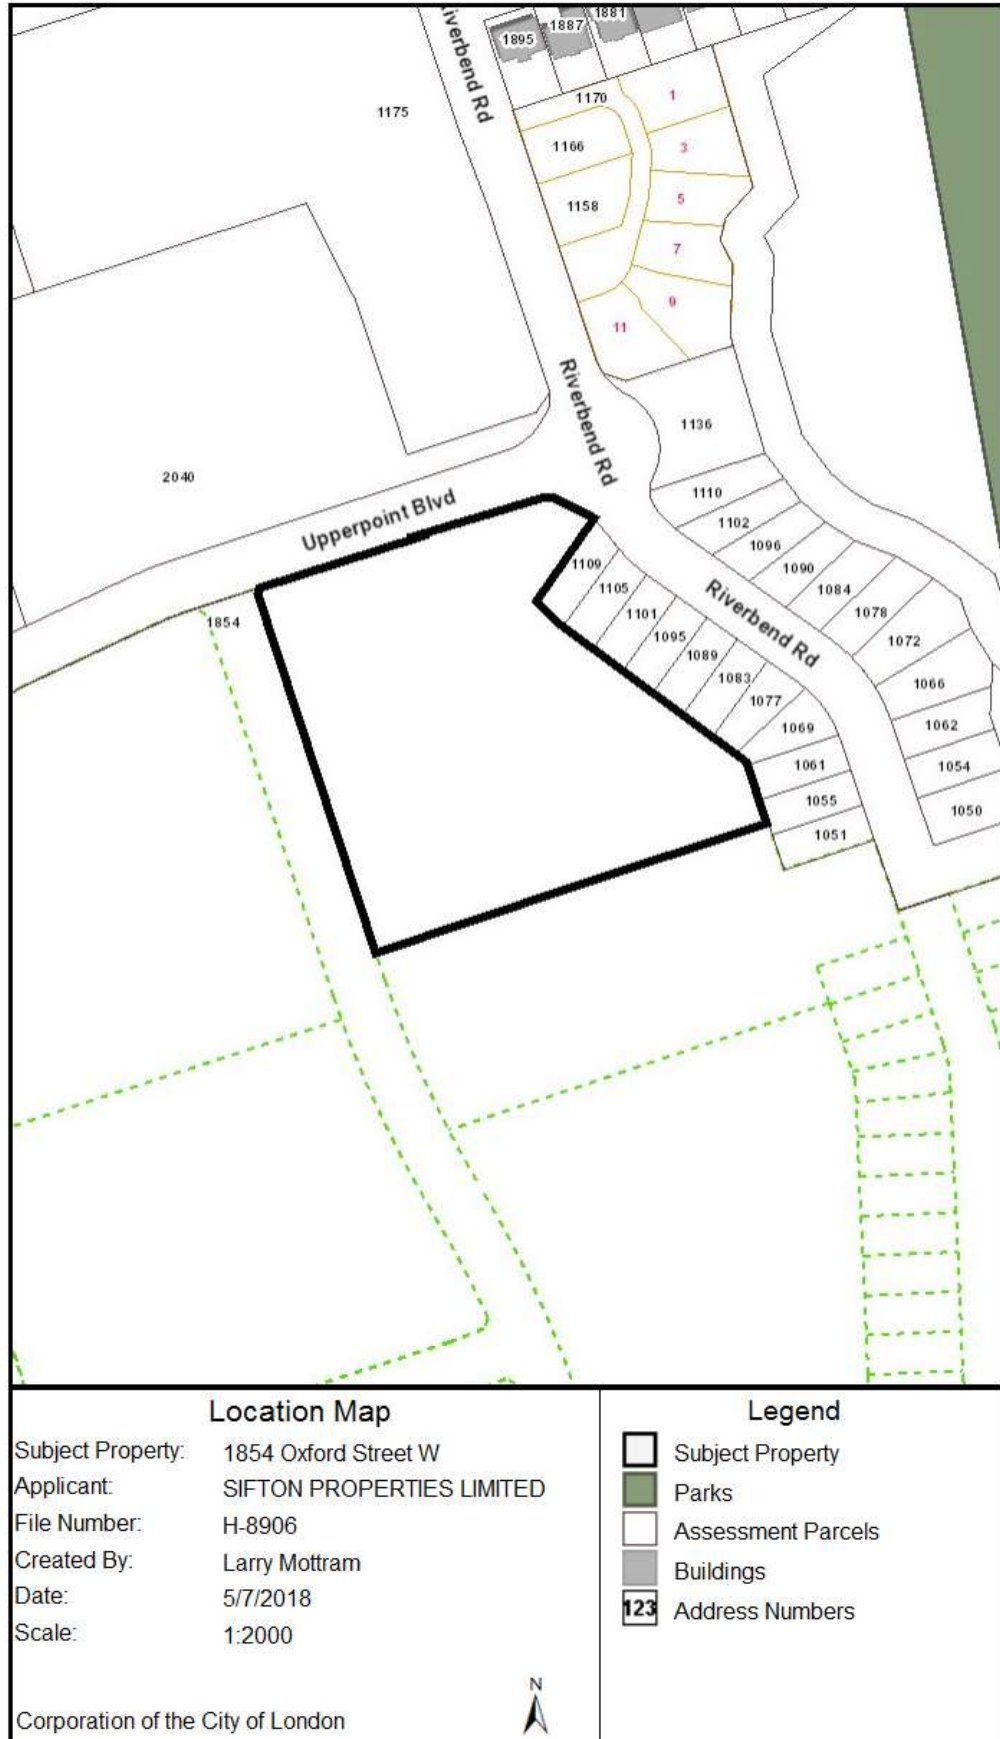 1895
1887
1881
Riverbend Rd
1175
1170
1
1166
3
1158
5
7
9
11
Riverbend Rd
1136
2040
1110
Upperpoint Blvd
1102
1096
1109
1090
1105
1084
Riverbend Rd
1078
1101
1854
1095
1072
1089
1083
1066
1077
1069
1062
1061
1054
1055
1050
1051
Location Map
Subject Property: 1854 Oxford Street W
Applicant: SIFTON PROPERTIES LIMITED
File Number: H-8906
Created By: Larry Mottram
Date: 5/7/2018
Scale: 1:2000
N
Corporation of the City of London
Legend
Subject Property
Parks
Assessment Parcels
Buildings
123 Address Numbers